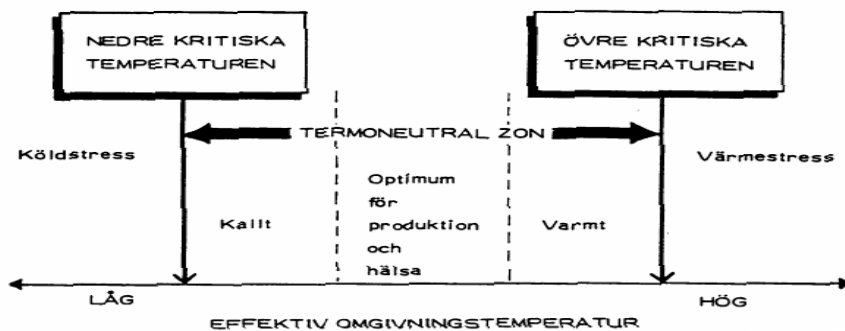 NEDRE KRITISKA
TEMPERATUREN
ÖVRE KRITISKA
TEMPERATUREN
TERMONEUTRAL ZON
Köldstress
Värmestress
Kallt
Optimum
för
produktion
och
hälsa
Varmt
LÅG
HÖG
EFFEKTIV OMGIVNINGSTEMPERATUR